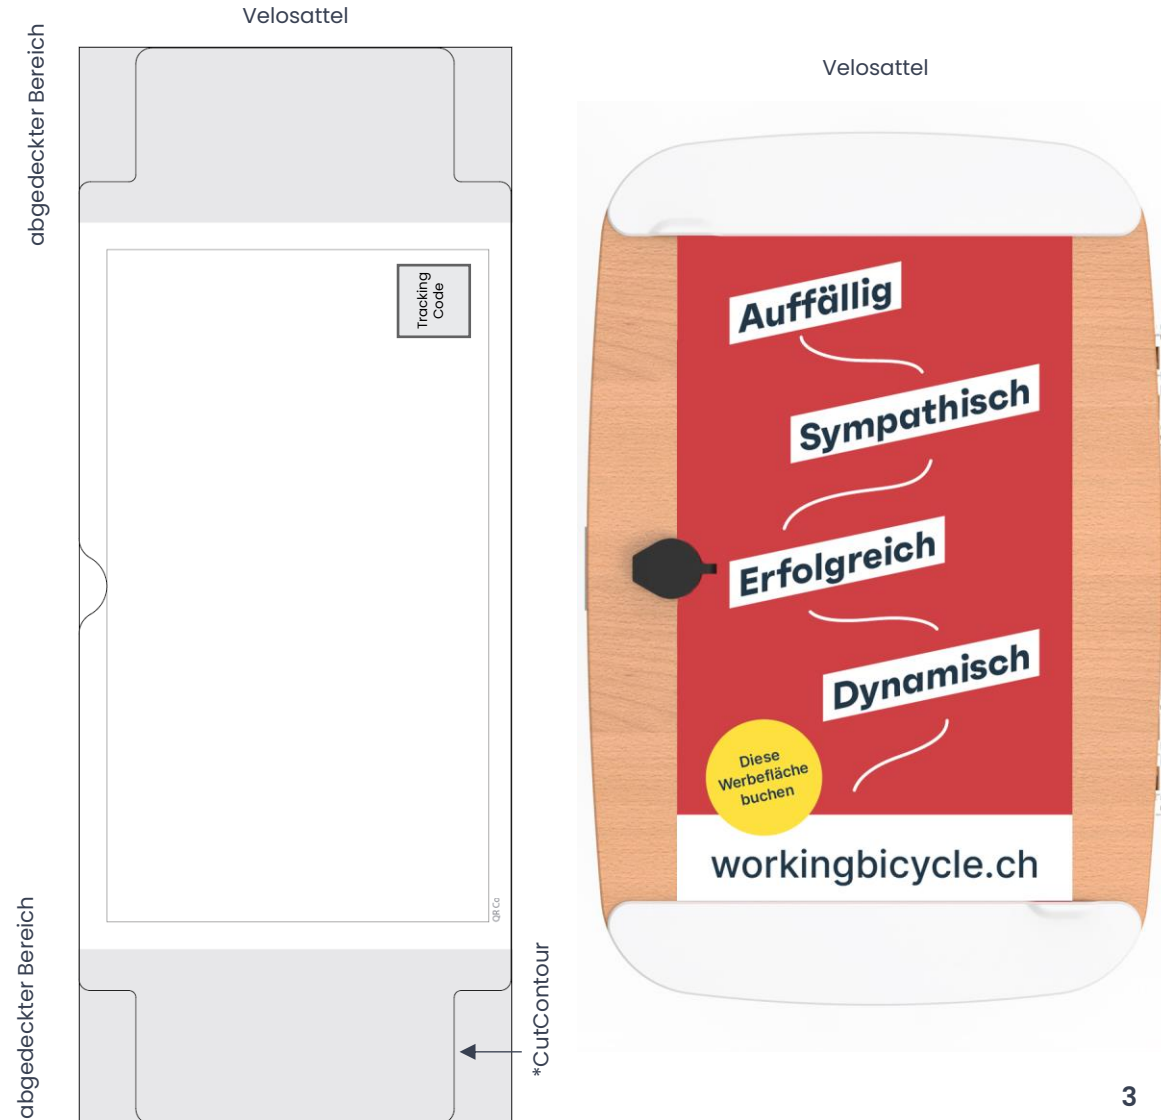 Velosattel
abgedeckter Bereich
Tracking
Code
QR Co
abgedeckter Bereich
*CutContour
Velosattel
Auffällig
Sympathisch
Erfolgreich
Dynamisch
Diese
Werbefläche
buchen
workingbicycle.ch
3